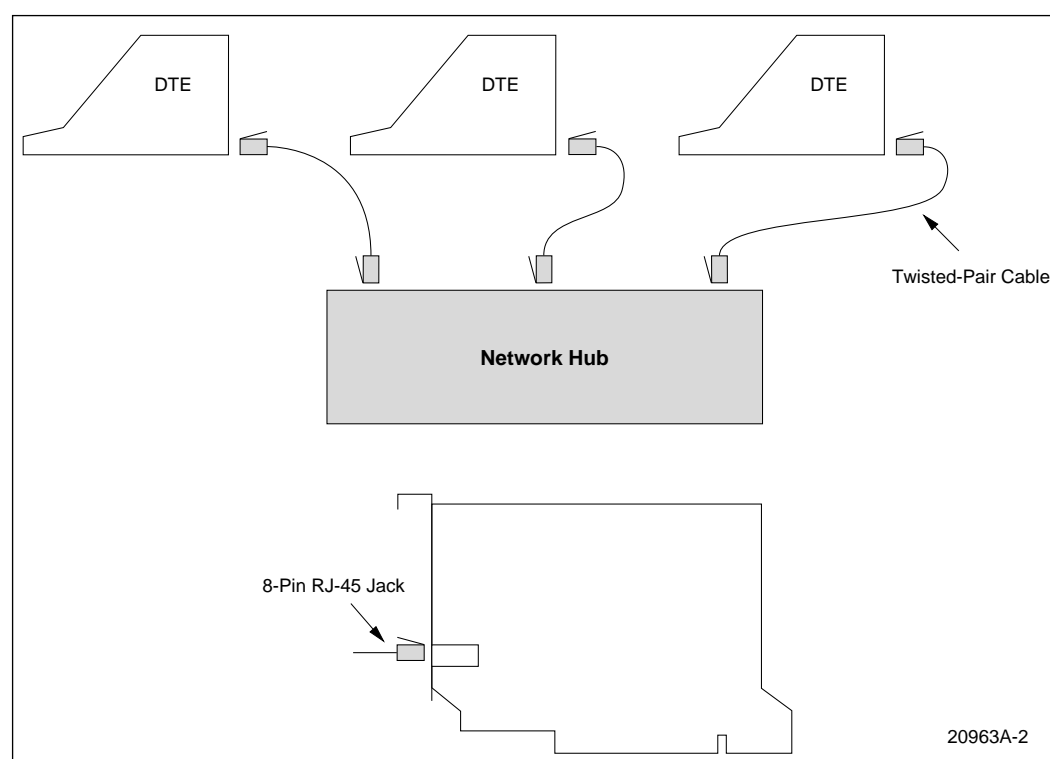 DTE
DTE
DTE
Twisted-Pair Cable
Network Hub
8-Pin RJ-45 Jack
20963A-2